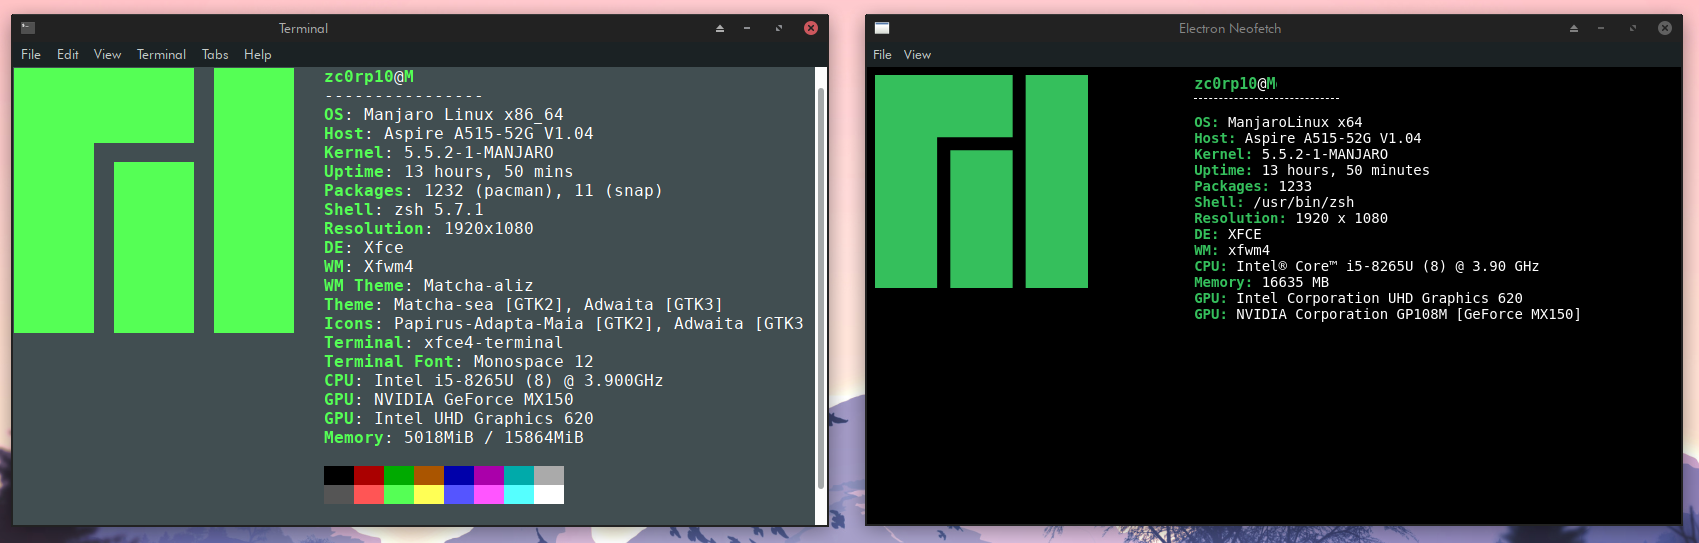 Terminal
File Edit View Terminal Tabs Help
zc0rp10@M
----------------
OS: Manjaro Linux x86_64
Host: Aspire A515-52G V1.04
Kernel: 5.5.2-1-MANJARO
Uptime: 13 hours, 50 mins
Packages: 1232 (pacman), 11 (snap)
Shell: zsh 5.7.1
Resolution: 1920x1080
DE: Xfce
WM: Xfwm4
WM Theme: Matcha-aliz
Theme: Matcha-sea [GTK2], Adwaita [GTK3]
Icons: Papirus-Adapta-Maia [GTK2], Adwaita [GTK3
Terminal: xfce4-terminal
Terminal Font: Monospace 12
CPU: Intel i5-8265U (8) @ 3.900GHz
GPU: NVIDIA GeForce MX150
GPU: Intel UHD Graphics 620
Memory: 5018MiB / 15864MiB
Electron Neofetch
File View
zc0rp10@M
-----------------------------
OS: ManjaroLinux x64
Host: Aspire A515-52G V1.04
Kernel: 5.5.2-1-MANJARO
Uptime: 13 hours, 50 minutes
Packages: 1233
Shell: /usr/bin/zsh
Resolution: 1920 x 1080
DE: XFCE
WM: xfwm4
CPU: Intel® Core™ i5-8265U (8) @ 3.90 GHz
Memory: 16635 MB
GPU: Intel Corporation UHD Graphics 620
GPU: NVIDIA Corporation GP108M [GeForce MX150]